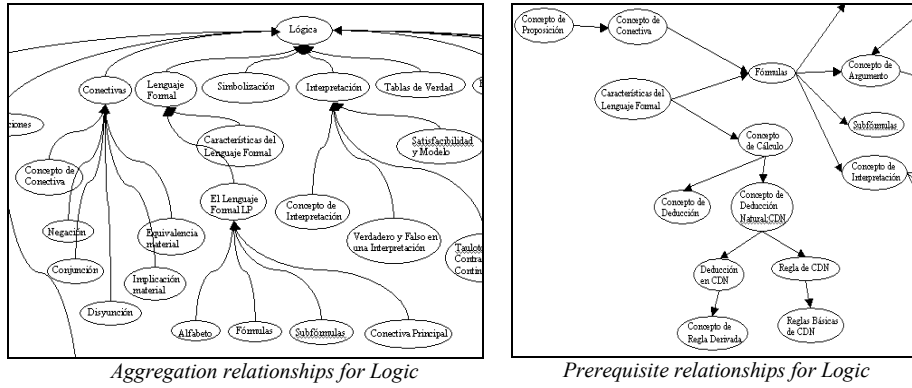 Lógica
Conectivas
Lenguaje
Formal
Simbolización
Interpretación
Tablas de Verdad
ciones
Características del
Lenguaje Formal
Satisfacibilidad
y Modelo
Concepto de
Conectiva
El Lenguaje
Formal LP
Concepto de
Interpretación
Negación
Equivalencia
material
Verdadero y Falso en
una Interpretación
Conjunción
Implicación
material
Tautolo
Contra
Contin
Disyunción
Alfabeto
Fórmulas
Subfórmulas
Conectiva Principal
Aggregation relationships for Logic
Concepto de
Proposición
Concepto de
Conectiva
Fórmulas
Concepto de
Argumento
Características del
Lenguaje Formal
Subfórmulas
Concepto
de Cálculo
Concepto de
Interpretación
Concepto de
Deducción
Concepto de
Deducción
Natural:CDN
Deducción
en CDN
Regla de CDN
Concepto de
Regla Derivada
Reglas Básicas
de CDN
Prerequisite relationships for Logic